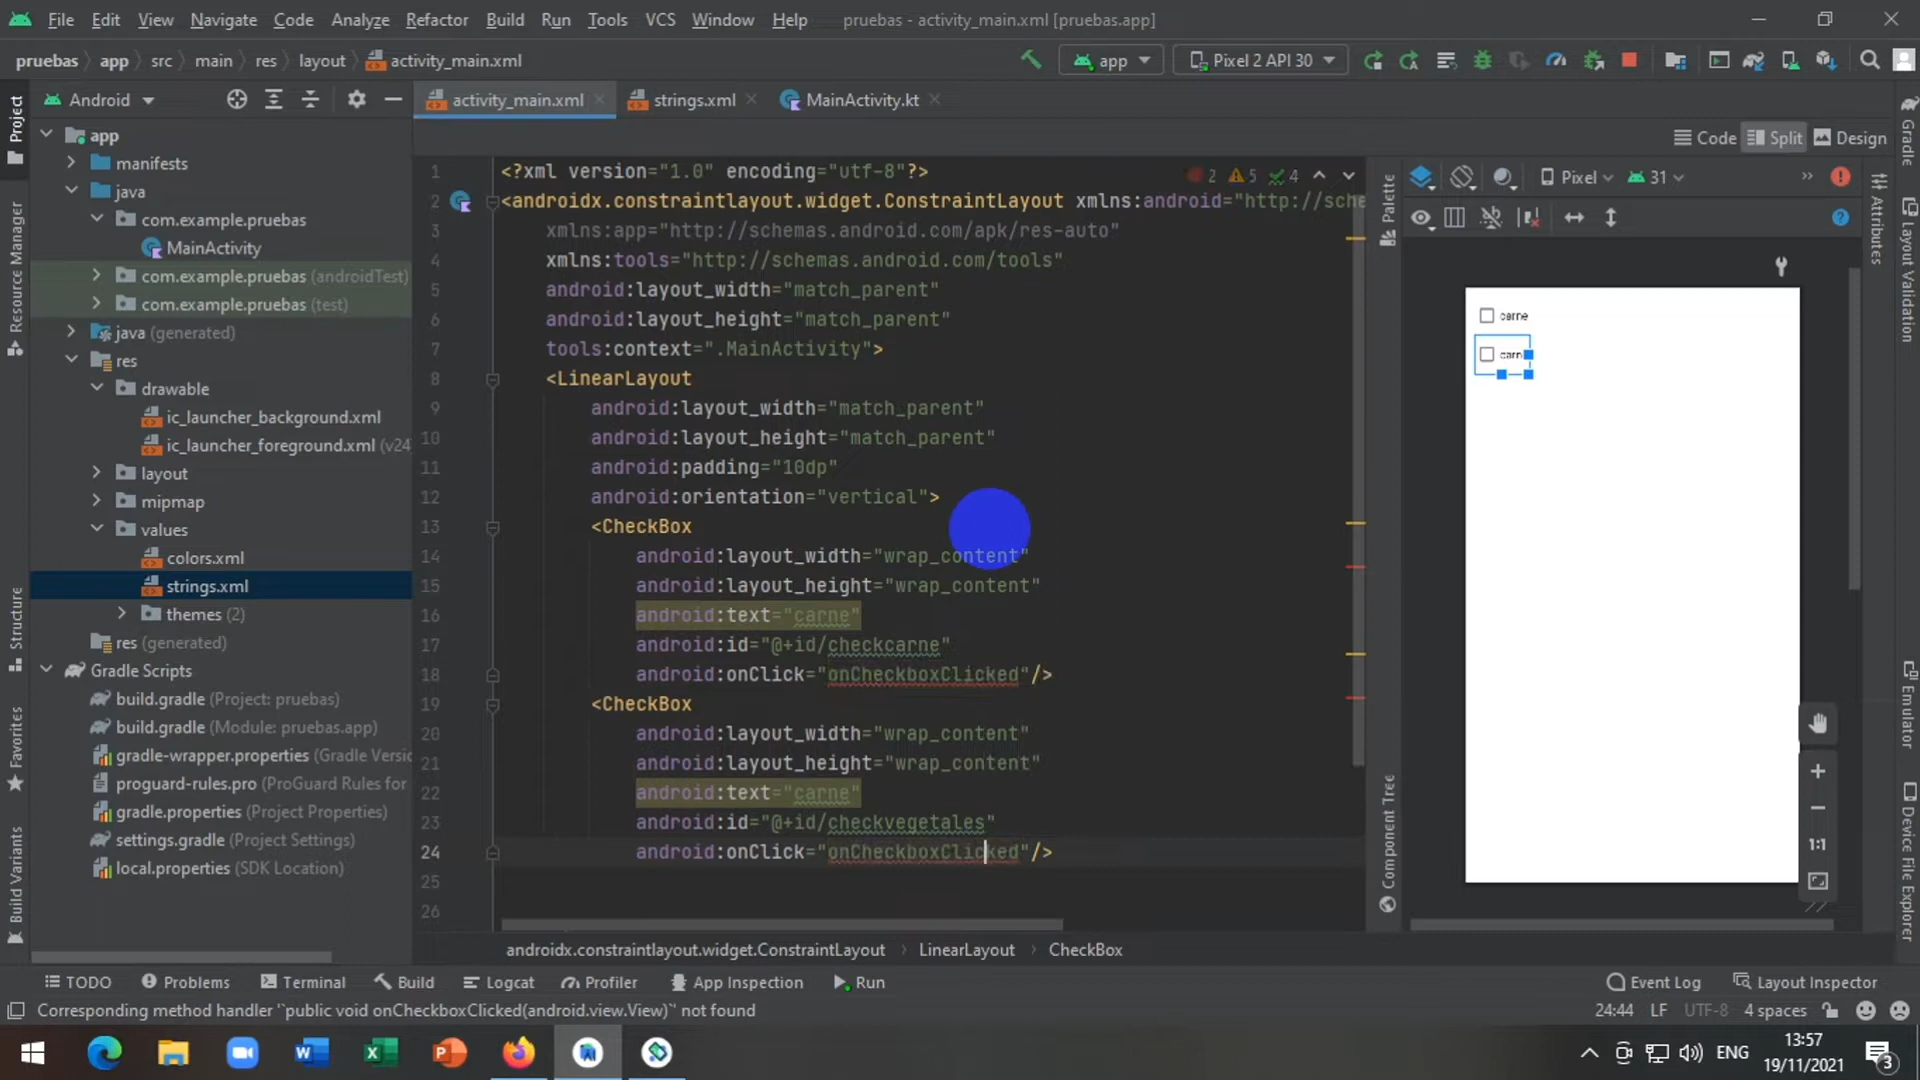 File Edit View Navigate Code Analyze Refactor Build Run Tools VCS Window Help pruebas - activity_main.xml [pruebas.app]
pruebas app src main res layout activity_main.xml app Pixel 2 API 30
Android activity_main.xml strings.xml MainActivity.kt
Code Split Design
Project
Resource Manager
Structure
Favorites
Build Variants
app
manifests
java
com.example.pruebas
MainActivity
com.example.pruebas (androidTest)
com.example.pruebas (test)
java (generated)
res
drawable
ic_launcher_background.xml
ic_launcher_foreground.xml (v24
layout
mipmap
values
colors.xml
strings.xml
themes (2)
res (generated)
Gradle Scripts
build.gradle (Project: pruebas)
build.gradle (Module: pruebas.app)
gradle-wrapper.properties (Gradle Versi
proguard-rules.pro (ProGuard Rules for
gradle.properties (Project Properties)
settings.gradle (Project Settings)
local.properties (SDK Location)
1 <?xml version="1.0" encoding="utf-8"?>
2 4
5 4
2 <androidx.constraintlayout.widget.ConstraintLayout xmlns:android="http://sche
3 xmlns:app="http://schemas.android.com/apk/res-auto"
4 xmlns:tools="http://schemas.android.com/tools"
5 android:layout_width="match_parent"
6 android:layout_height="match_parent"
7 tools:context=".MainActivity">
8 <LinearLayout
9 android:layout_width="match_parent"
10 android:layout_height="match_parent"
11 android:padding="10dp"
12 android:orientation="vertical">
13 <CheckBox
14 android:layout_width="wrap_content"
15 android:layout_height="wrap_content"
16 android:text="carne"
17 android:id="@+id/checkcarne"
18 android:onClick="onCheckboxClicked"/>
19 <CheckBox
20 android:layout_width="wrap_content"
21 android:layout_height="wrap_content"
22 android:text="carne"
23 android:id="@+id/checkvegetales"
24 android:onClick="onCheckboxClicked"/>
25
26
Palette
Component Tree
Pixel 31
carne
carn
1:1
Gradle
Attributes
Layout Validation
Emulator
Device File Explorer
androidx.constraintlayout.widget.ConstraintLayout LinearLayout CheckBox
TODO Problems Terminal Build Logcat Profiler App Inspection Run Event Log Layout Inspector
Corresponding method handler '`public void onCheckboxClicked(android.view.View)`' not found 24:44 LF UTF-8 4 spaces
ENG 13:57
19/11/2021 3